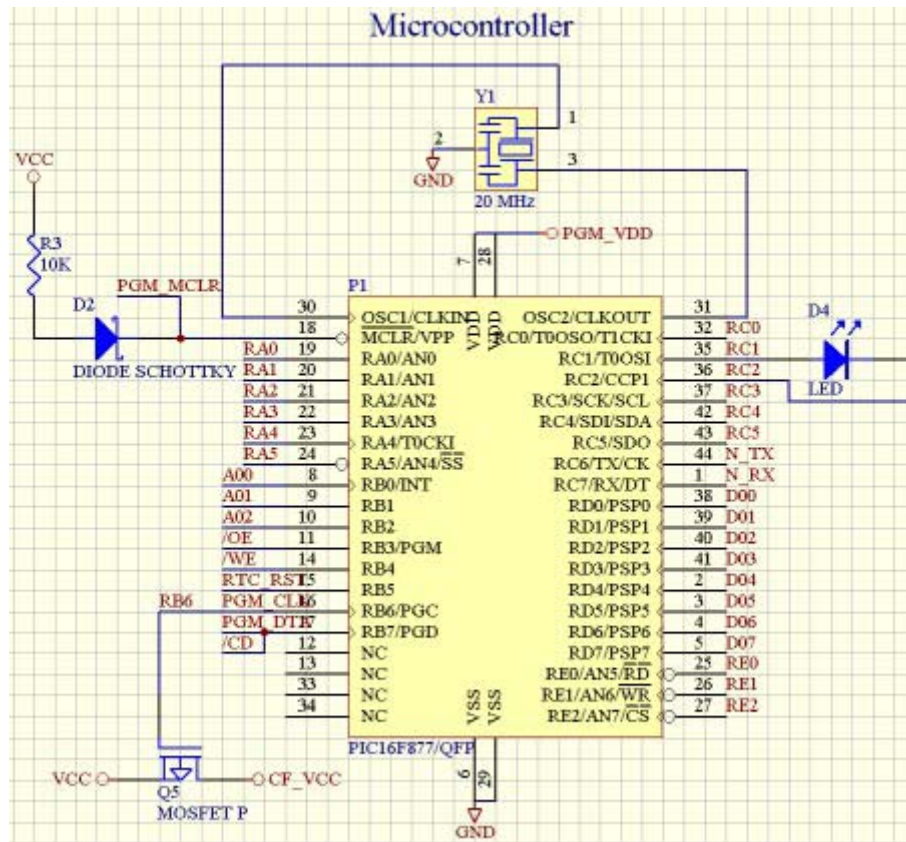 Microcontroller
Y1
1
2
3
GND
20 MHz
VCC
R3
10K
PGM_VDD
7
28
P1
PGM_MCLR
D2
DIODE SCHOTTKY
D4
LED
30 OSC1/CLKIN VDD VDD OSC2/CLKOUT 31
18 MCLR/VPP RC0/T0OSO/T1CKI 32 RC0
RA0 19 RA0/AN0 RC1/T0OSI 35 RC1
RA1 20 RA1/AN1 RC2/CCP1 36 RC2
RA2 21 RA2/AN2 RC3/SCK/SCL 37 RC3
RA3 22 RA3/AN3 RC4/SDI/SDA 42 RC4
RA4 23 RA4/T0CKI RC5/SDO 43 RC5
RA5 24 RA5/AN4/SS RC6/TX/CK 44 N_TX
A00 8 RB0/INT RC7/RX/DT 1 N_RX
A01 9 RB1 RD0/PSP0 38 D00
A02 10 RB2 RD1/PSP1 39 D01
/OE 11 RB3/PGM RD2/PSP2 40 D02
/WE 14 RB4 RD3/PSP3 41 D03
RTC_RST 15 RB5 RD4/PSP4 2 D04
RB6 PGM_CLK 16 RB6/PGC RD5/PSP5 3 D05
17 RB7/PGD RD6/PSP6 4 D06
/CD 12 NC RD7/PSP7 5 D07
13 NC RE0/AN5/RD 25 RE0
33 NC RE1/AN6/WR 26 RE1
34 NC RE2/AN7/CS 27 RE2
VSS VSS
PIC16F877/QFP
6
29
GND
VCC
CF_VCC
Q5
MOSFET P